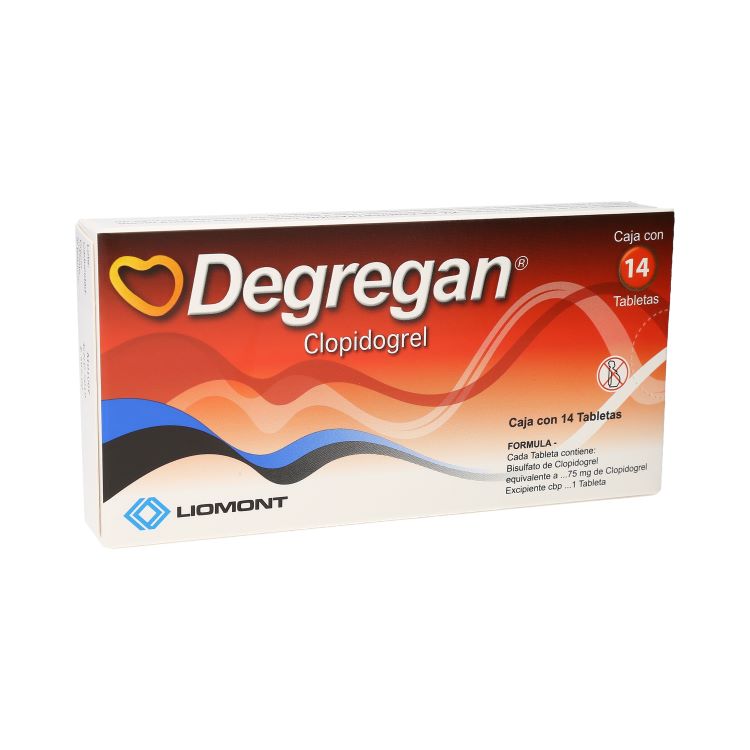 Degregan®
Clopidogrel
Caja con
14
Tabletas
Caja con 14 Tabletas
FORMULA -
Cada Tableta contiene:
Bisulfato de Clopidogrel
equivalente a ...75 mg de Clopidogrel
Excipiente cbp ...1 Tableta
LIOMONT